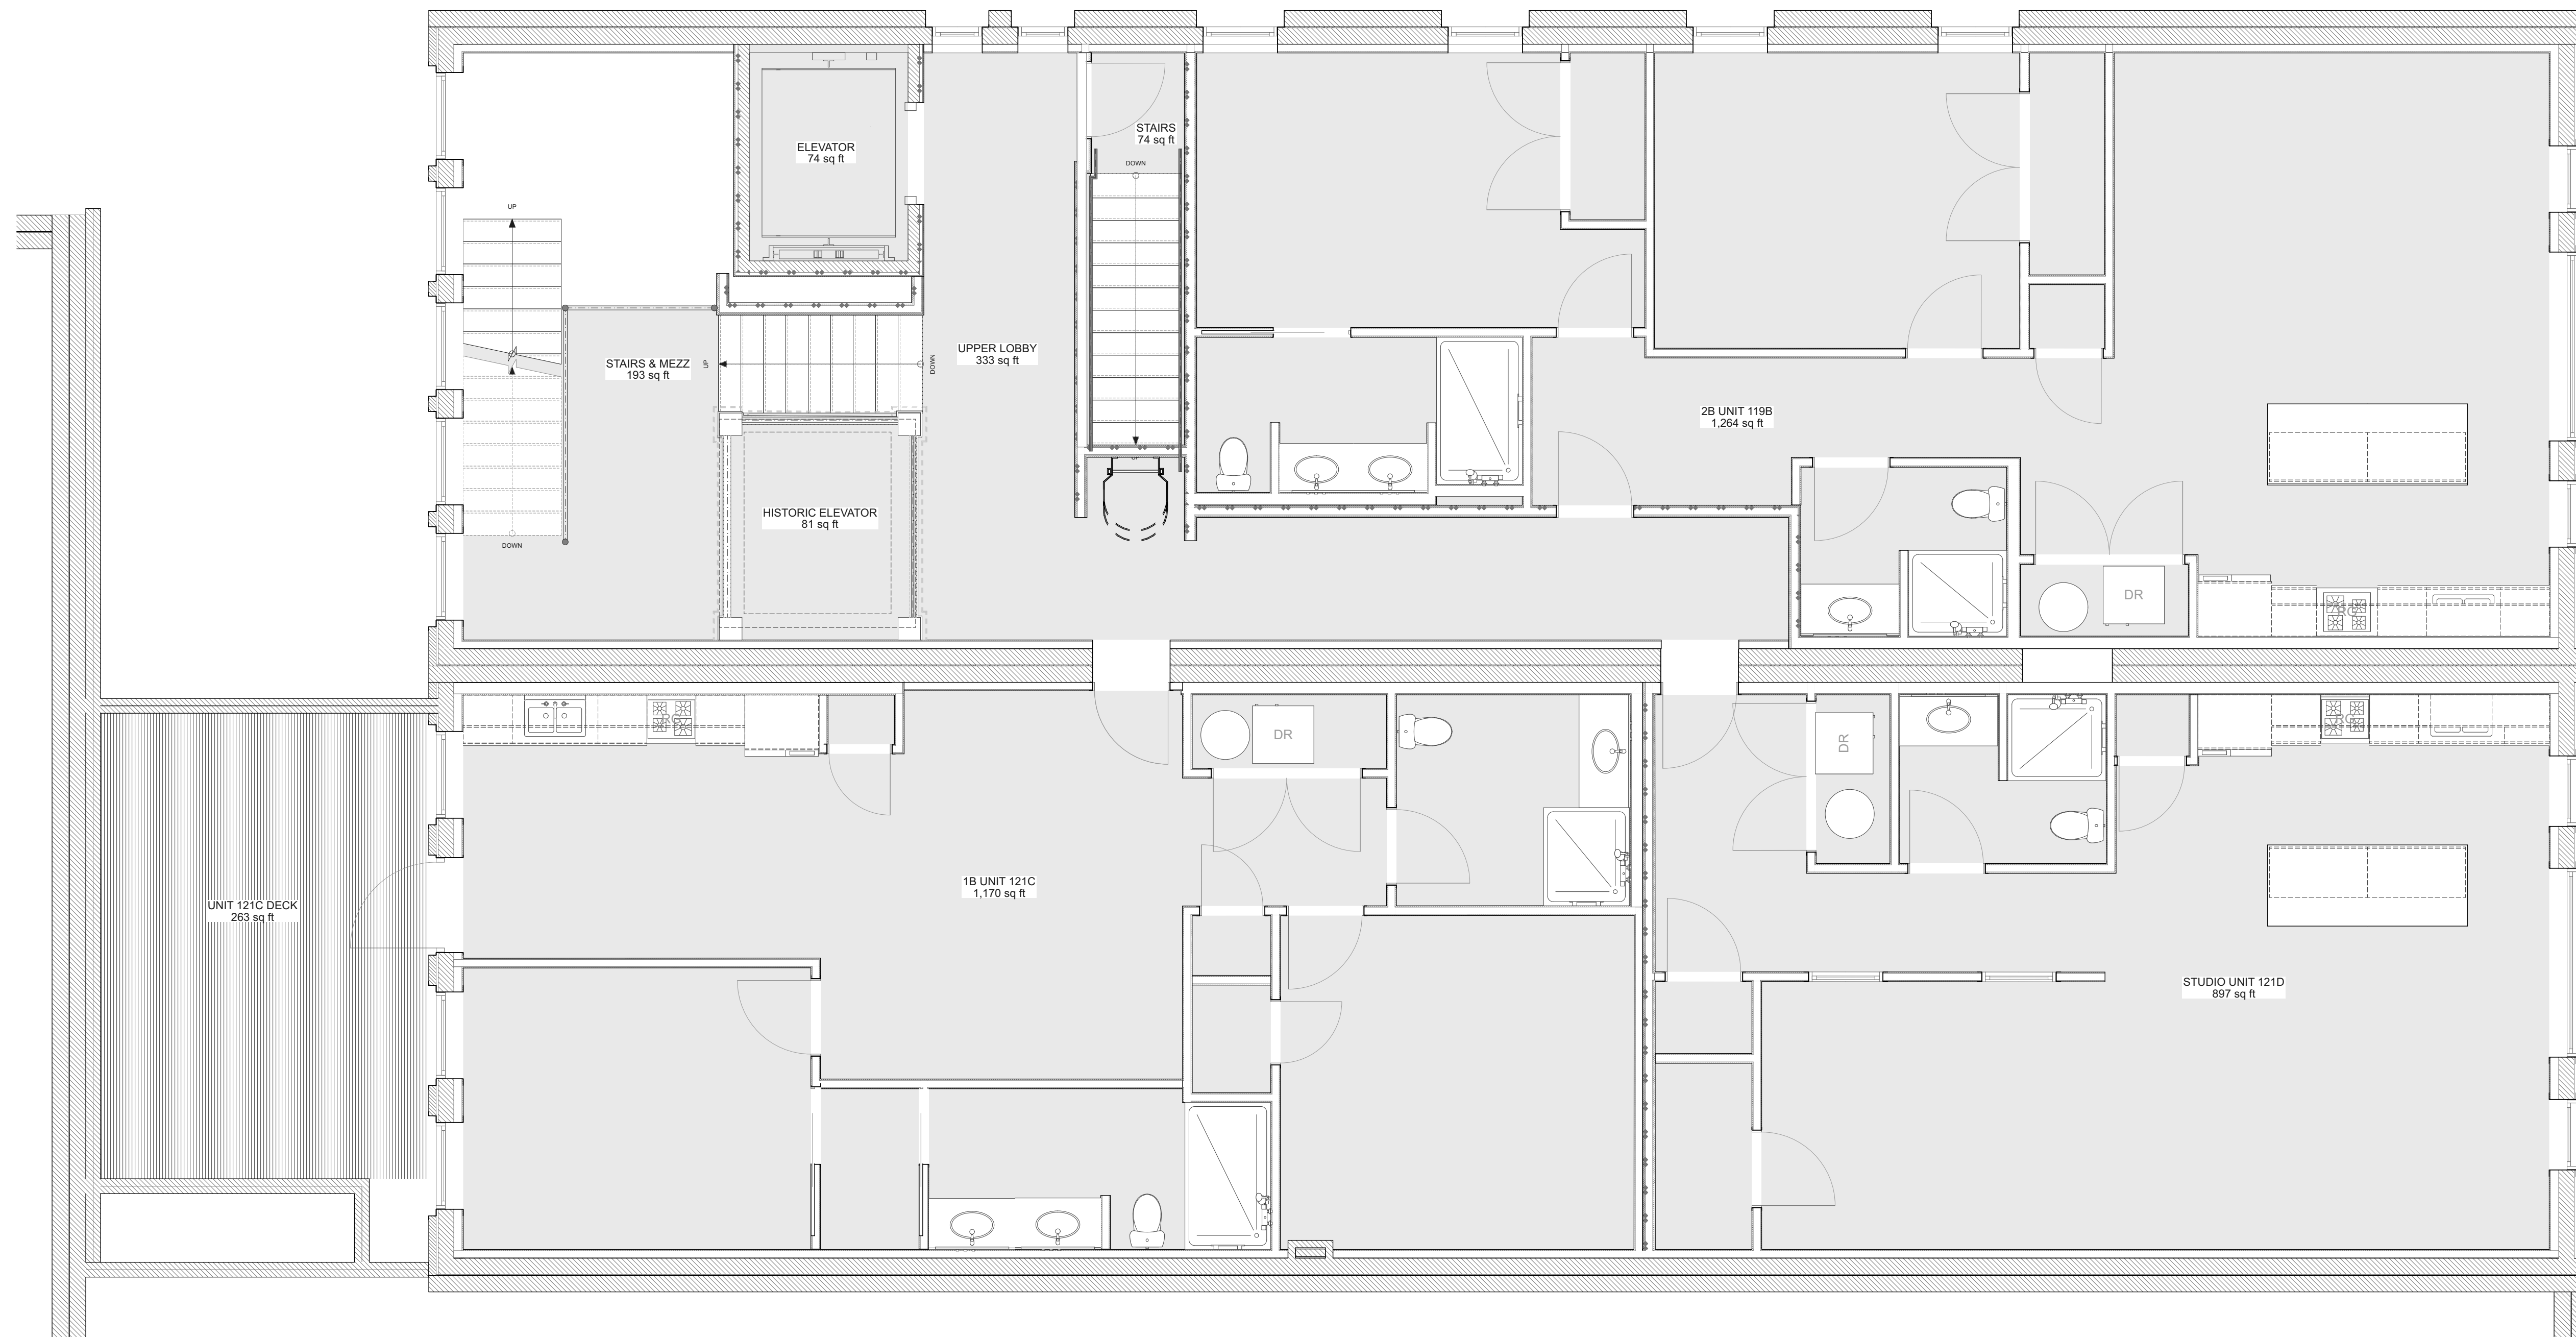 ELEVATOR
74 sq ft
STAIRS
74 sq ft
DOWN
UP
STAIRS & MEZZ
193 sq ft
UP
DOWN
UPPER LOBBY
333 sq ft
2B UNIT 119B
1,264 sq ft
HISTORIC ELEVATOR
81 sq ft
DOWN
DR
RG
RG
DR
DR
RG
1B UNIT 121C
1,170 sq ft
UNIT 121C DECK
263 sq ft
STUDIO UNIT 121D
897 sq ft